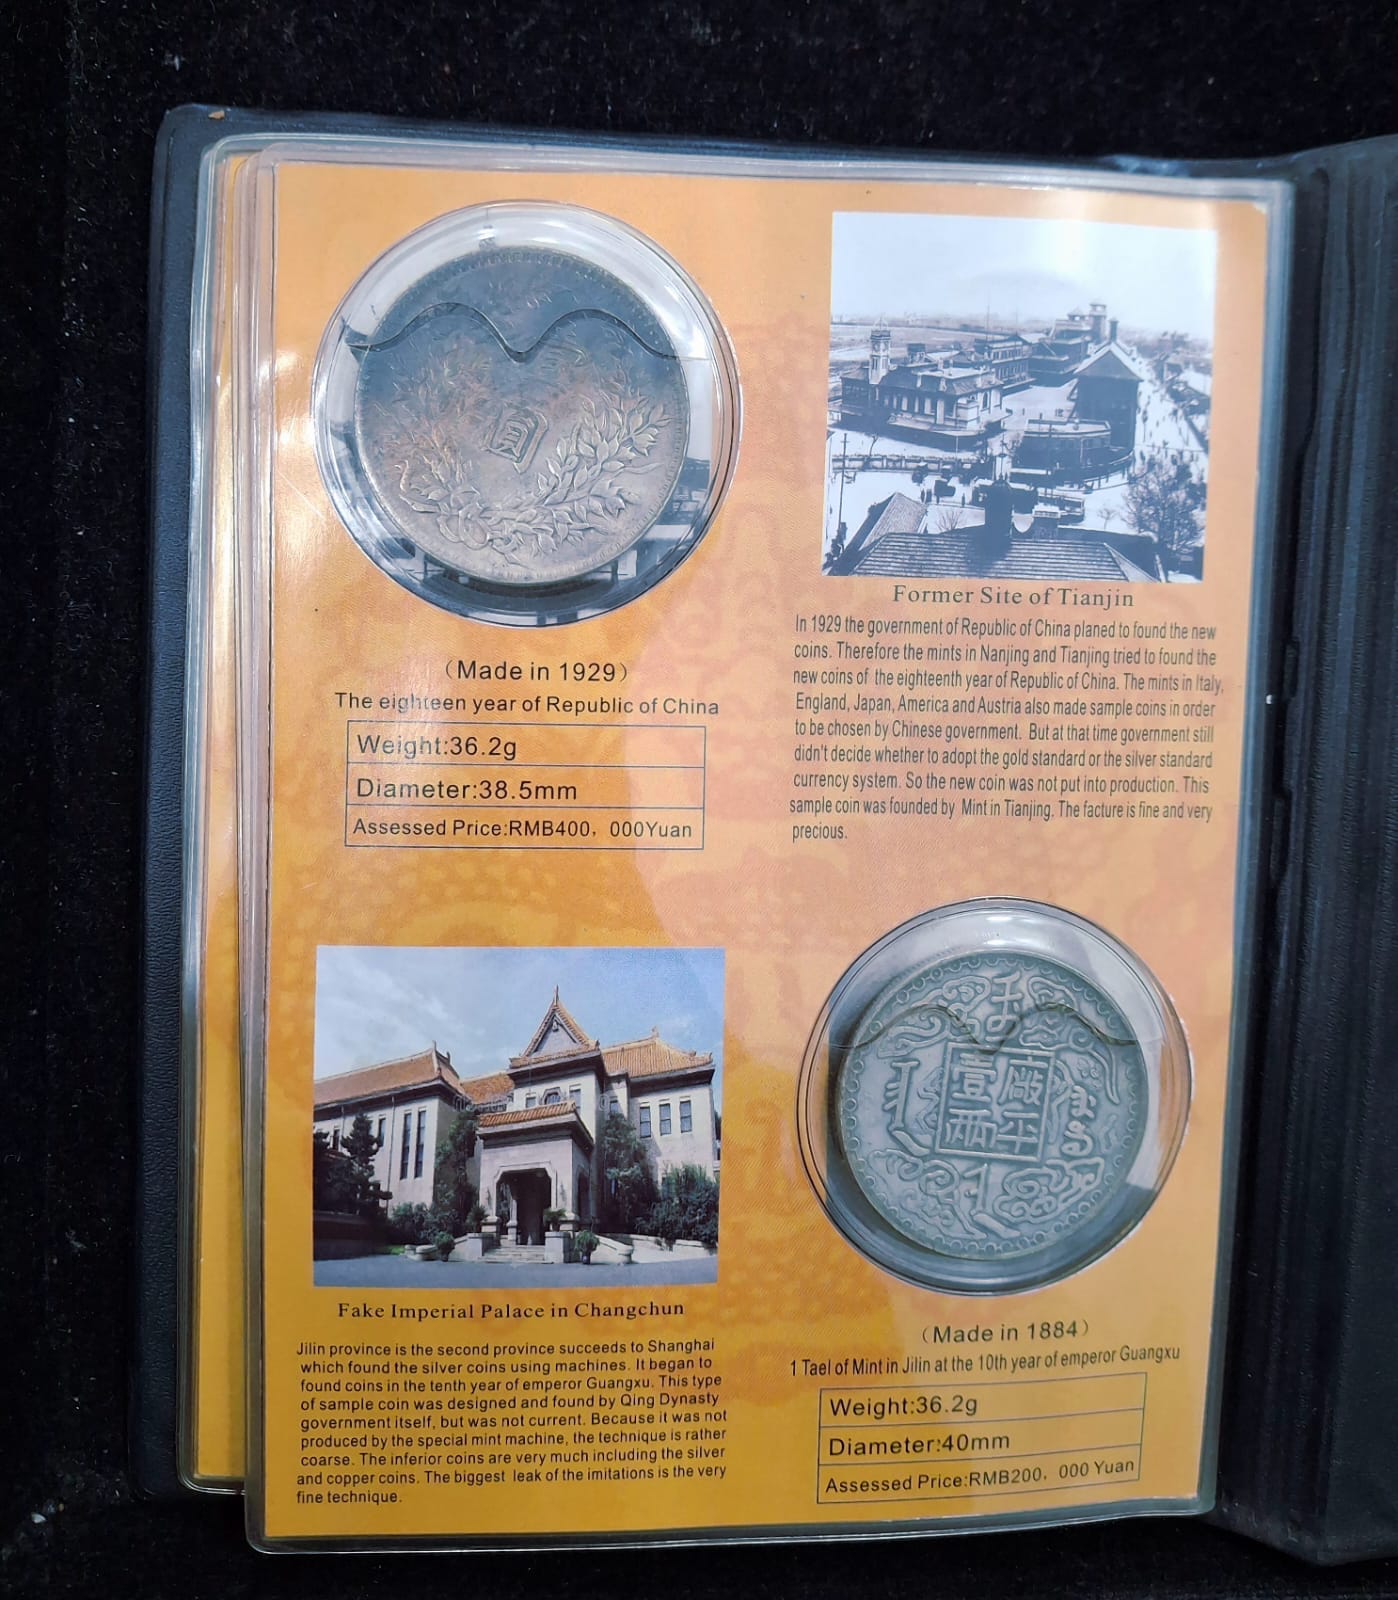 圓
Former Site of Tianjin
In 1929 the government of Republic of China planed to found the new
coins. Therefore the mints in Nanjing and Tianjing tried to found the
new coins of the eighteenth year of Republic of China. The mints in Italy,
England, Japan, America and Austria also made sample coins in order
to be chosen by Chinese government. But at that time government still
didn't decide whether to adopt the gold standard or the silver standard
currency system. So the new coin was not put into production. This
sample coin was founded by Mint in Tianjing. The facture is fine and very
precious.
（Made in 1929）
The eighteen year of Republic of China
Weight:36.2g
Diameter:38.5mm
Assessed Price:RMB400，000Yuan
Fake Imperial Palace in Changchun
Jilin province is the second province succeeds to Shanghai
which found the silver coins using machines. It began to
found coins in the tenth year of emperor Guangxu. This type
of sample coin was designed and found by Qing Dynasty
government itself, but was not current. Because it was not
produced by the special mint machine, the technique is rather
coarse. The inferior coins are very much including the silver
and copper coins. The biggest leak of the imitations is the very
fine technique.
廠平
壹兩
（Made in 1884）
1 Tael of Mint in Jilin at the 10th year of emperor Guangxu
Weight:36.2g
Diameter:40mm
Assessed Price:RMB200，000 Yuan